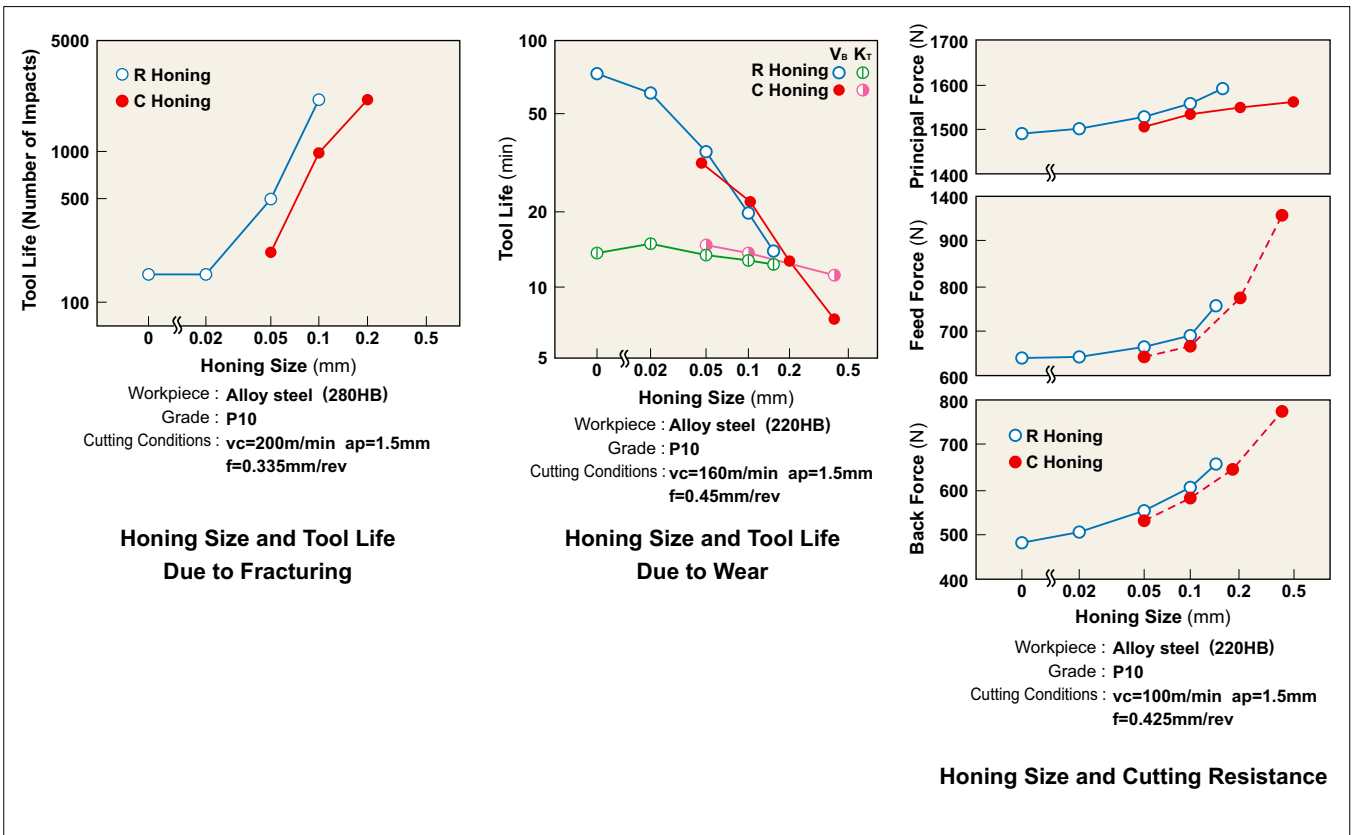 Tool Life (Number of Impacts)
5000
1000
500
100
R Honing
C Honing
0 0.02 0.05 0.1 0.2 0.5
Honing Size (mm)
Workpiece : Alloy steel (280HB)
Grade : P10
Cutting Conditions : vc=200m/min ap=1.5mm
f=0.335mm/rev
Honing Size and Tool Life
Due to Fracturing
Tool Life (min)
100
50
20
10
5
VB KT
R Honing
C Honing
0 0.02 0.05 0.1 0.2 0.5
Honing Size (mm)
Workpiece : Alloy steel (220HB)
Grade : P10
Cutting Conditions : vc=160m/min ap=1.5mm
f=0.45mm/rev
Honing Size and Tool Life
Due to Wear
Principal Force (N)
1700
1600
1500
1400
Feed Force (N)
1400
900
800
700
600
Back Force (N)
800
700
600
500
400
R Honing
C Honing
0 0.02 0.05 0.1 0.2 0.5
Honing Size (mm)
Workpiece : Alloy steel (220HB)
Grade : P10
Cutting Conditions : vc=100m/min ap=1.5mm
f=0.425mm/rev
Honing Size and Cutting Resistance